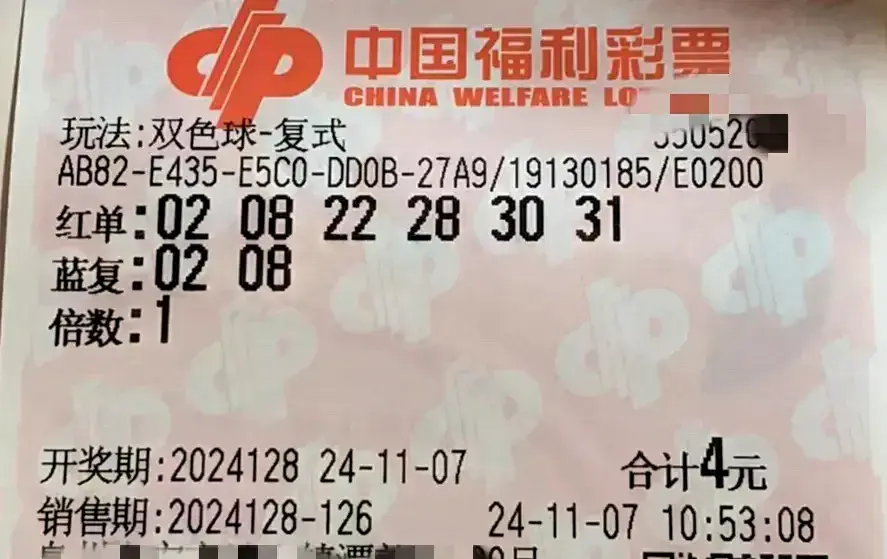 中国福利彩票
CHINA WELFARE LO
玩法:双色球-复式
AB82-E435-E5C0-DD0B-27A9/19130185/E0200
红单:02 08 22 28 30 31
蓝复:02 08
倍数:1
开奖期:2024128 24-11-07 合计4元
销售期:2024128-126 24-11-07 10:53:08